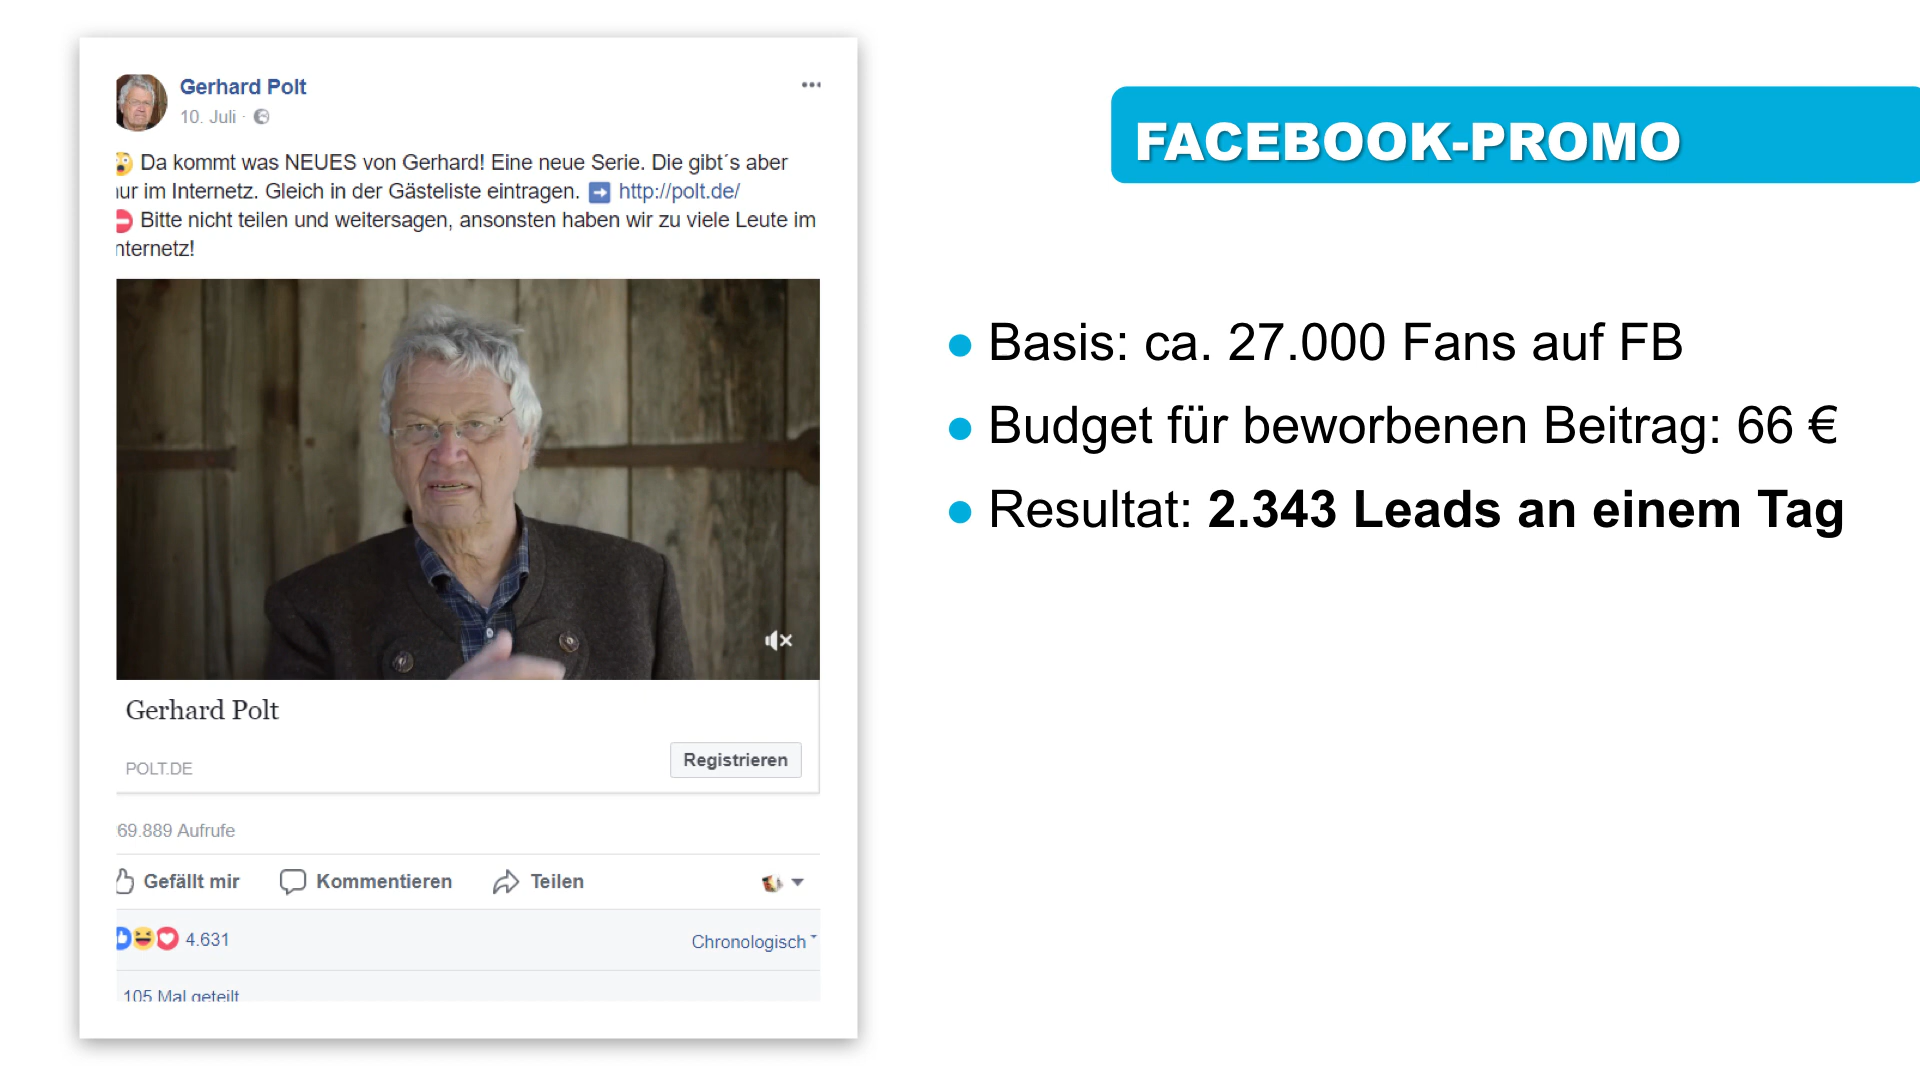 Gerhard Polt
10. Juli ·
Da kommt was NEUES von Gerhard! Eine neue Serie. Die gibt´s aber
ur im Internetz. Gleich in der Gästeliste eintragen. http://polt.de/
Bitte nicht teilen und weitersagen, ansonsten haben wir zu viele Leute im
nternetz!
Gerhard Polt
POLT.DE
Registrieren
69.889 Aufrufe
Gefällt mir Kommentieren Teilen
4.631 Chronologisch
105 Mal geteilt
FACEBOOK-PROMO
● Basis: ca. 27.000 Fans auf FB
● Budget für beworbenen Beitrag: 66 €
● Resultat: 2.343 Leads an einem Tag